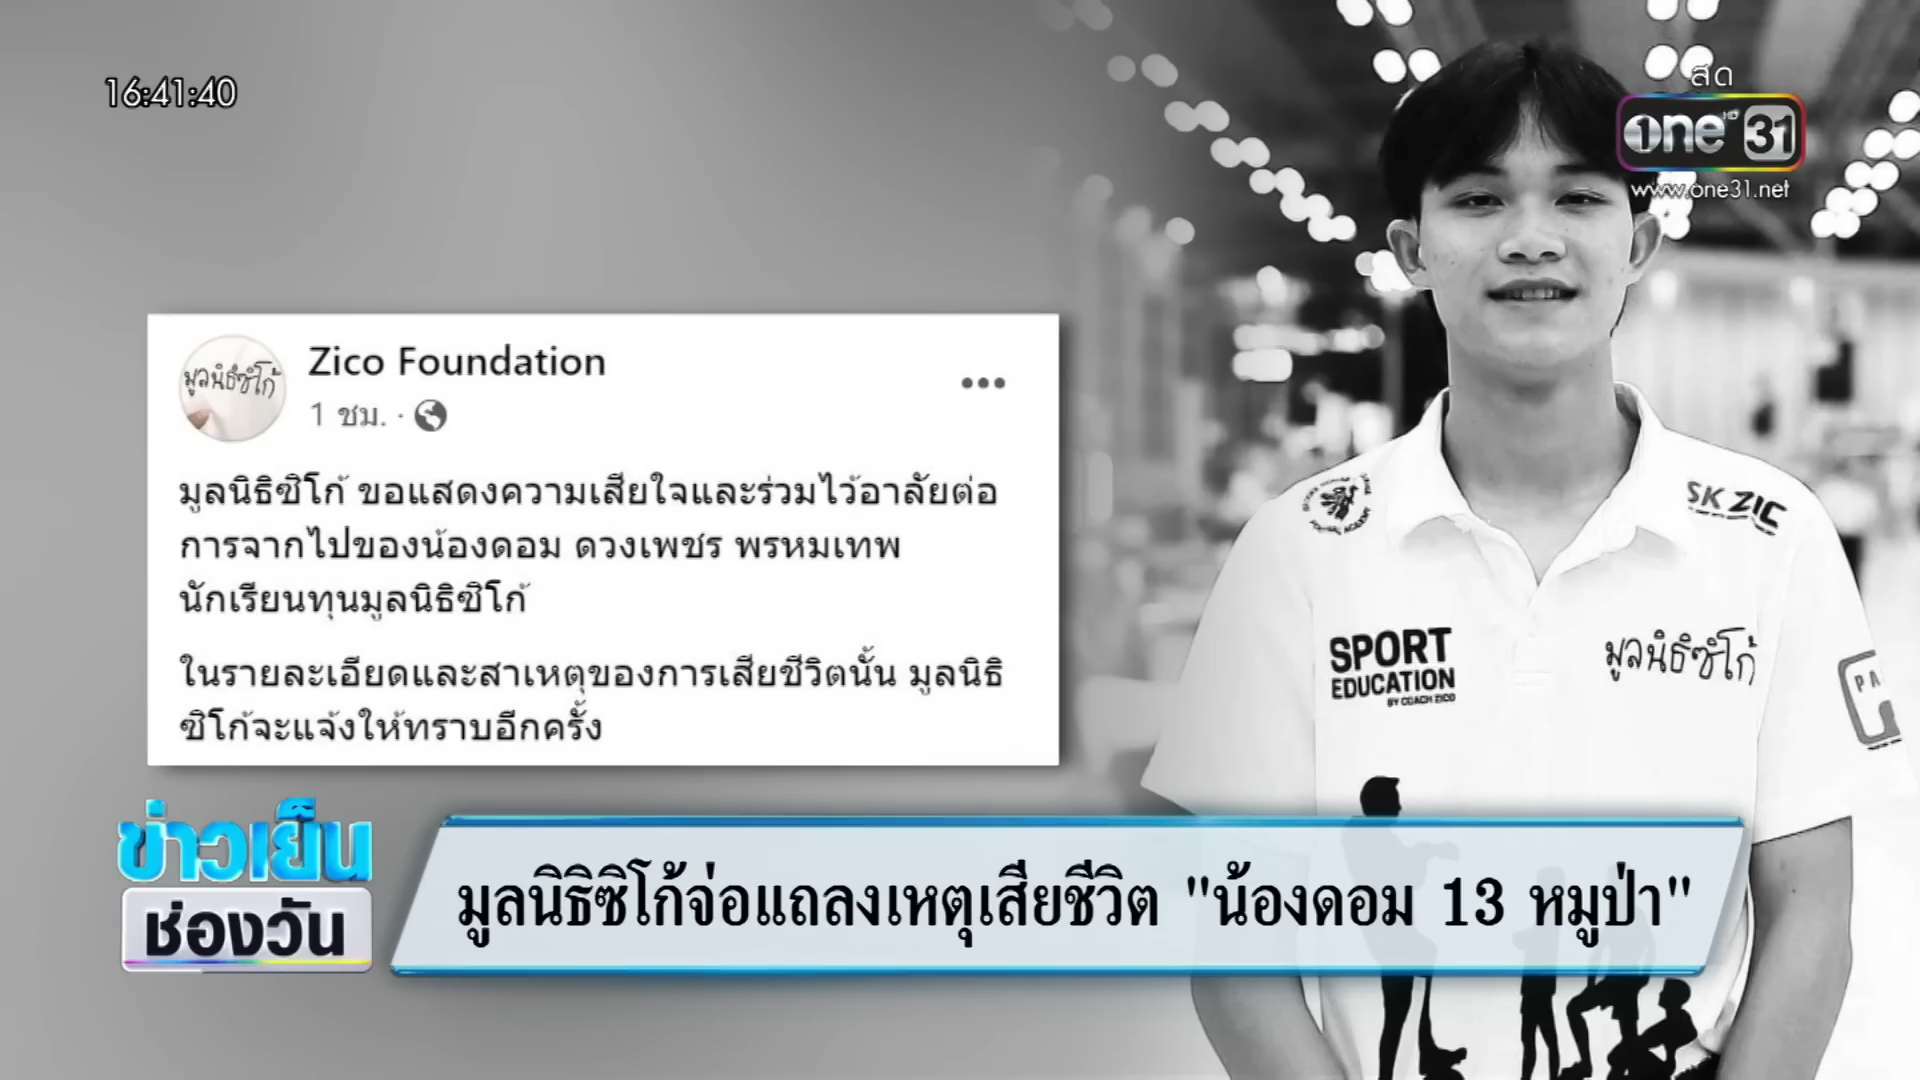 16:41:40
สด
one HD 31
www.one31.net
มูลนิธิซิโก้
Zico Foundation
1 ชม. ·
มูลนิธิซิโก้ ขอแสดงความเสียใจและร่วมไว้อาลัยต่อ
การจากไปของน้องดอม ดวงเพชร พรหมเทพ
นักเรียนทุนมูลนิธิซิโก้
ในรายละเอียดและสาเหตุของการเสียชีวิตนั้น มูลนิธิ
ซิโก้จะแจ้งให้ทราบอีกครั้ง
SK ZIC
SPORT
EDUCATION
BY COACH ZICO
มูลนิธิซิโก้
PA
ข่าวเย็น
ช่องวัน
มูลนิธิซิโก้จ่อแถลงเหตุเสียชีวิต "น้องดอม 13 หมูป่า"